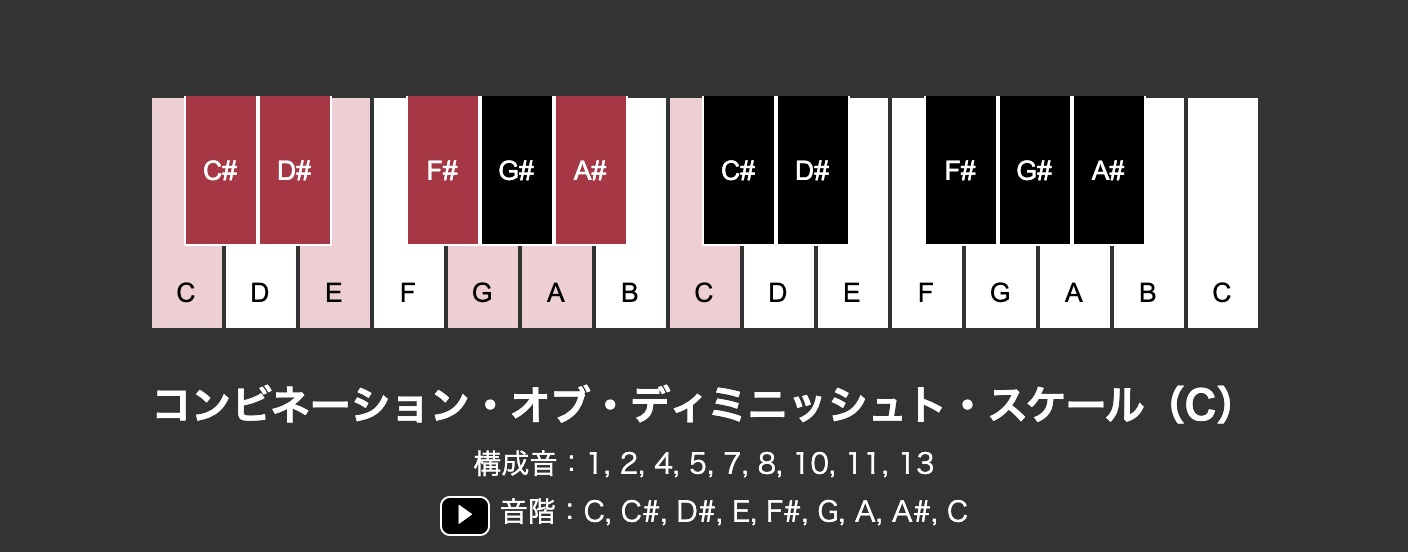 C# D# F# G# A# C# D# F# G# A#
C D E F G A B C D E F G A B C
コンビネーション・オブ・ディミニッシュト・スケール（C）
構成音：1, 2, 4, 5, 7, 8, 10, 11, 13
音階：C, C#, D#, E, F#, G, A, A#, C